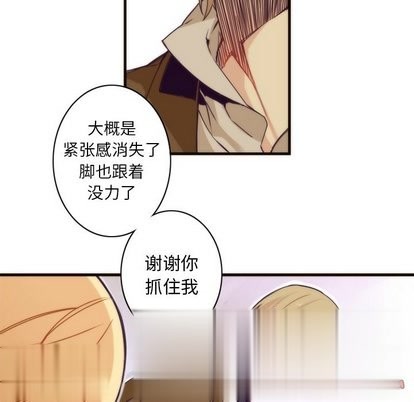 大概是
紧张感消失了
脚也跟着
没力了
谢谢你
抓住我